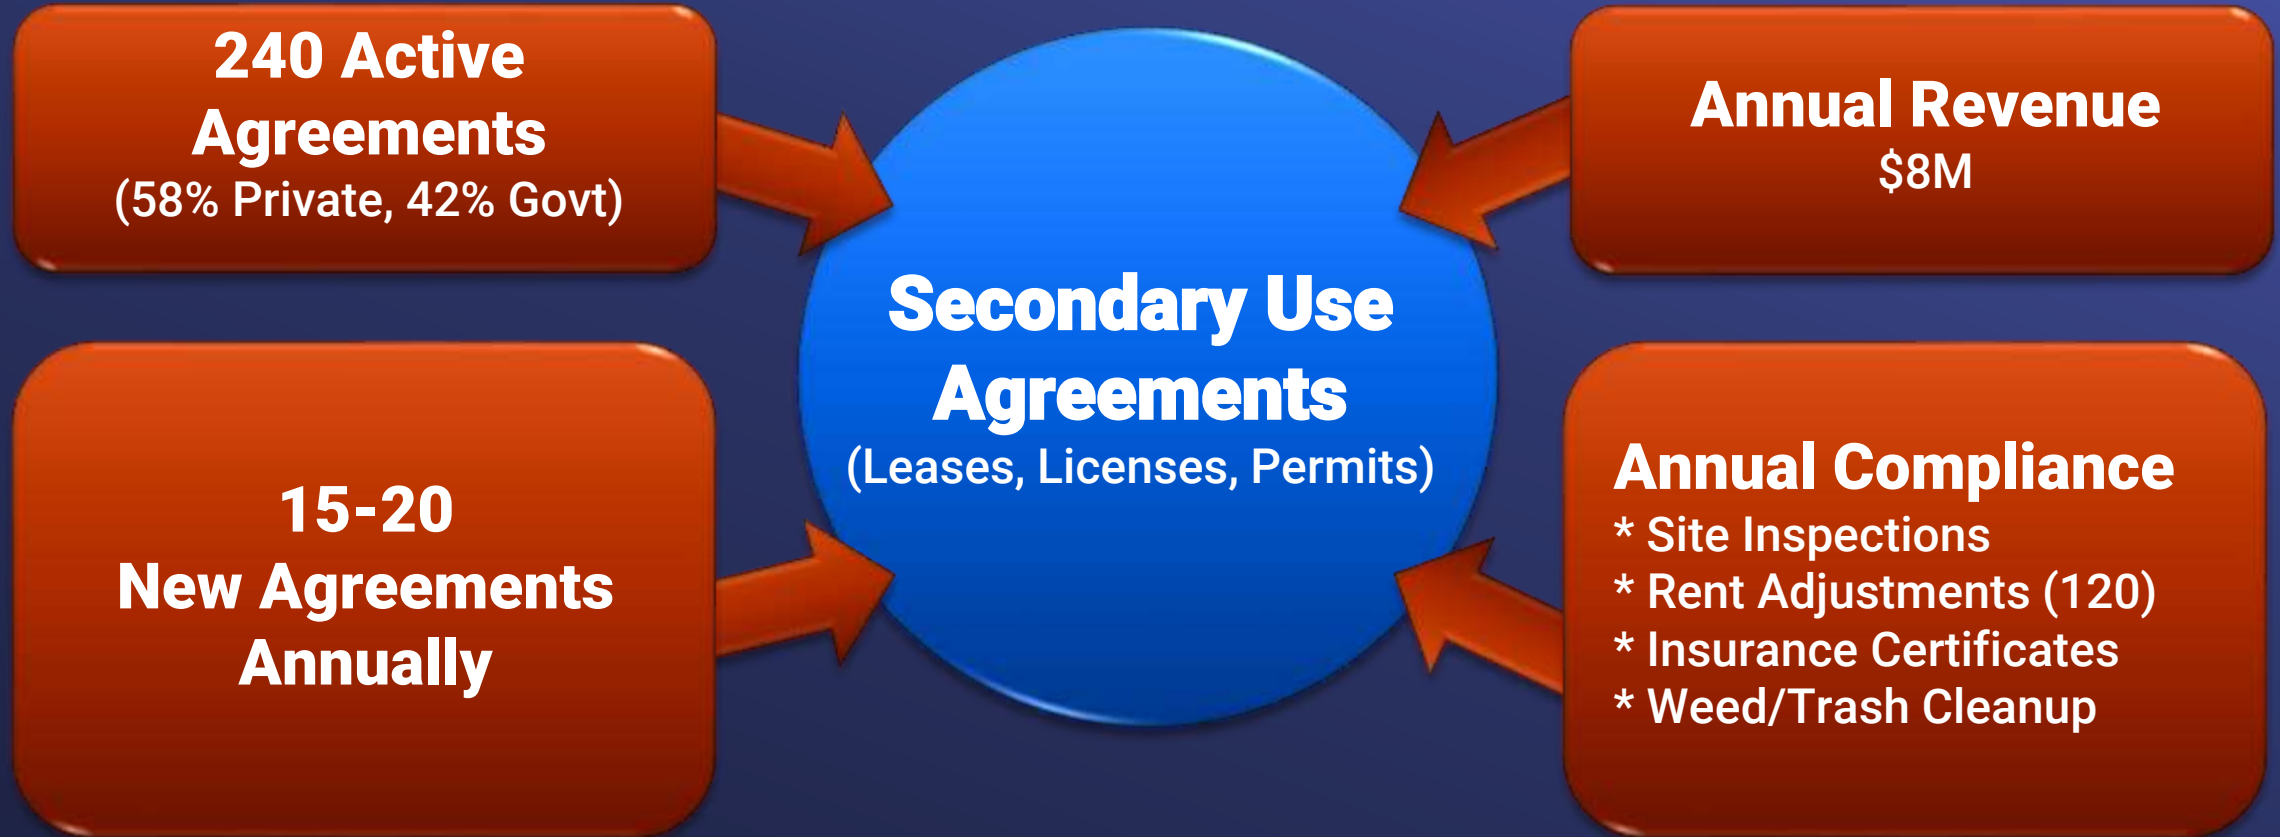 240 Active
Agreements
(58% Private, 42% Govt)
15-20
New Agreements
Annually
Secondary Use
Agreements
(Leases, Licenses, Permits)
Annual Revenue
$8M
Annual Compliance
* Site Inspections
* Rent Adjustments (120)
* Insurance Certificates
* Weed/Trash Cleanup